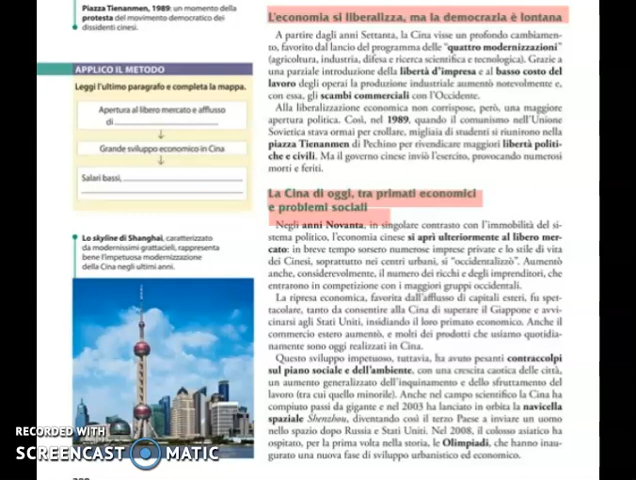 Piazza Tienanmen, 1989: un momento della
protesta del movimento democratico dei
dissidenti cinesi.
APPLICO IL METODO
Leggi l'ultimo paragrafo e completa la mappa.
Apertura al libero mercato e afflusso
di
Grande sviluppo economico in Cina
Salari bassi,
Lo skyline di Shanghai, caratterizzato
da modernissimi grattacieli, rappresenta
bene l'impetuosa modernizzazione
della Cina negli ultimi anni.
RECORDED WITH
SCREENCAST MATIC
L'economia si liberalizza, ma la democrazia è lontana
A partire dagli anni Settanta, la Cina visse un profondo cambiamen-
to, favorito dal lancio del programma delle "quattro modernizzazioni"
(agricoltura, industria, difesa e ricerca scientifica e tecnologica). Grazie a
una parziale introduzione della libertà d'impresa e al basso costo del
lavoro degli operai la produzione industriale aumentò notevolmente e,
con essa, gli scambi commerciali con l'Occidente.
Alla liberalizzazione economica non corrispose, però, una maggiore
apertura politica. Così, nel 1989, quando il comunismo nell'Unione
Sovietica stava ormai per crollare, migliaia di studenti si riunirono nella
piazza Tienanmen di Pechino per rivendicare maggiori libertà politi-
che e civili. Ma il governo cinese inviò l'esercito, provocando numerosi
morti e feriti.
La Cina di oggi, tra primati economici
e problemi sociali
Negli anni Novanta, in singolare contrasto con l'immobilità del si-
stema politico, l'economia cinese si aprì ulteriormente al libero mer-
cato: in breve tempo sorsero numerose imprese private e lo stile di vita
dei Cinesi, soprattutto nei centri urbani, si "occidentalizzò". Aumentò
anche, considerevolmente, il numero dei ricchi e degli imprenditori, che
entrarono in competizione con i maggiori gruppi occidentali.
La ripresa economica, favorita dall'afflusso di capitali esteri, fu spet-
tacolare, tanto da consentire alla Cina di superare il Giappone e avvi-
cinarsi agli Stati Uniti, insidiando il loro primato economico. Anche il
commercio estero aumentò, e molti dei prodotti che usiamo quotidia-
namente sono oggi realizzati in Cina.
Questo sviluppo impetuoso, tuttavia, ha avuto pesanti contraccolpi
sul piano sociale e dell'ambiente, con una crescita caotica delle città,
un aumento generalizzato dell'inquinamento e dello sfruttamento del
lavoro (tra cui quello minorile). Anche nel campo scientifico la Cina ha
compiuto passi da gigante e nel 2003 ha lanciato in orbita la navicella
spaziale Shenzhou, diventando così il terzo Paese a inviare un uomo
nello spazio dopo Russia e Stati Uniti. Nel 2008, il colosso asiatico ha
ospitato, per la prima volta nella storia, le Olimpiadi, che hanno inau-
gurato una nuova fase di sviluppo urbanistico ed economico.